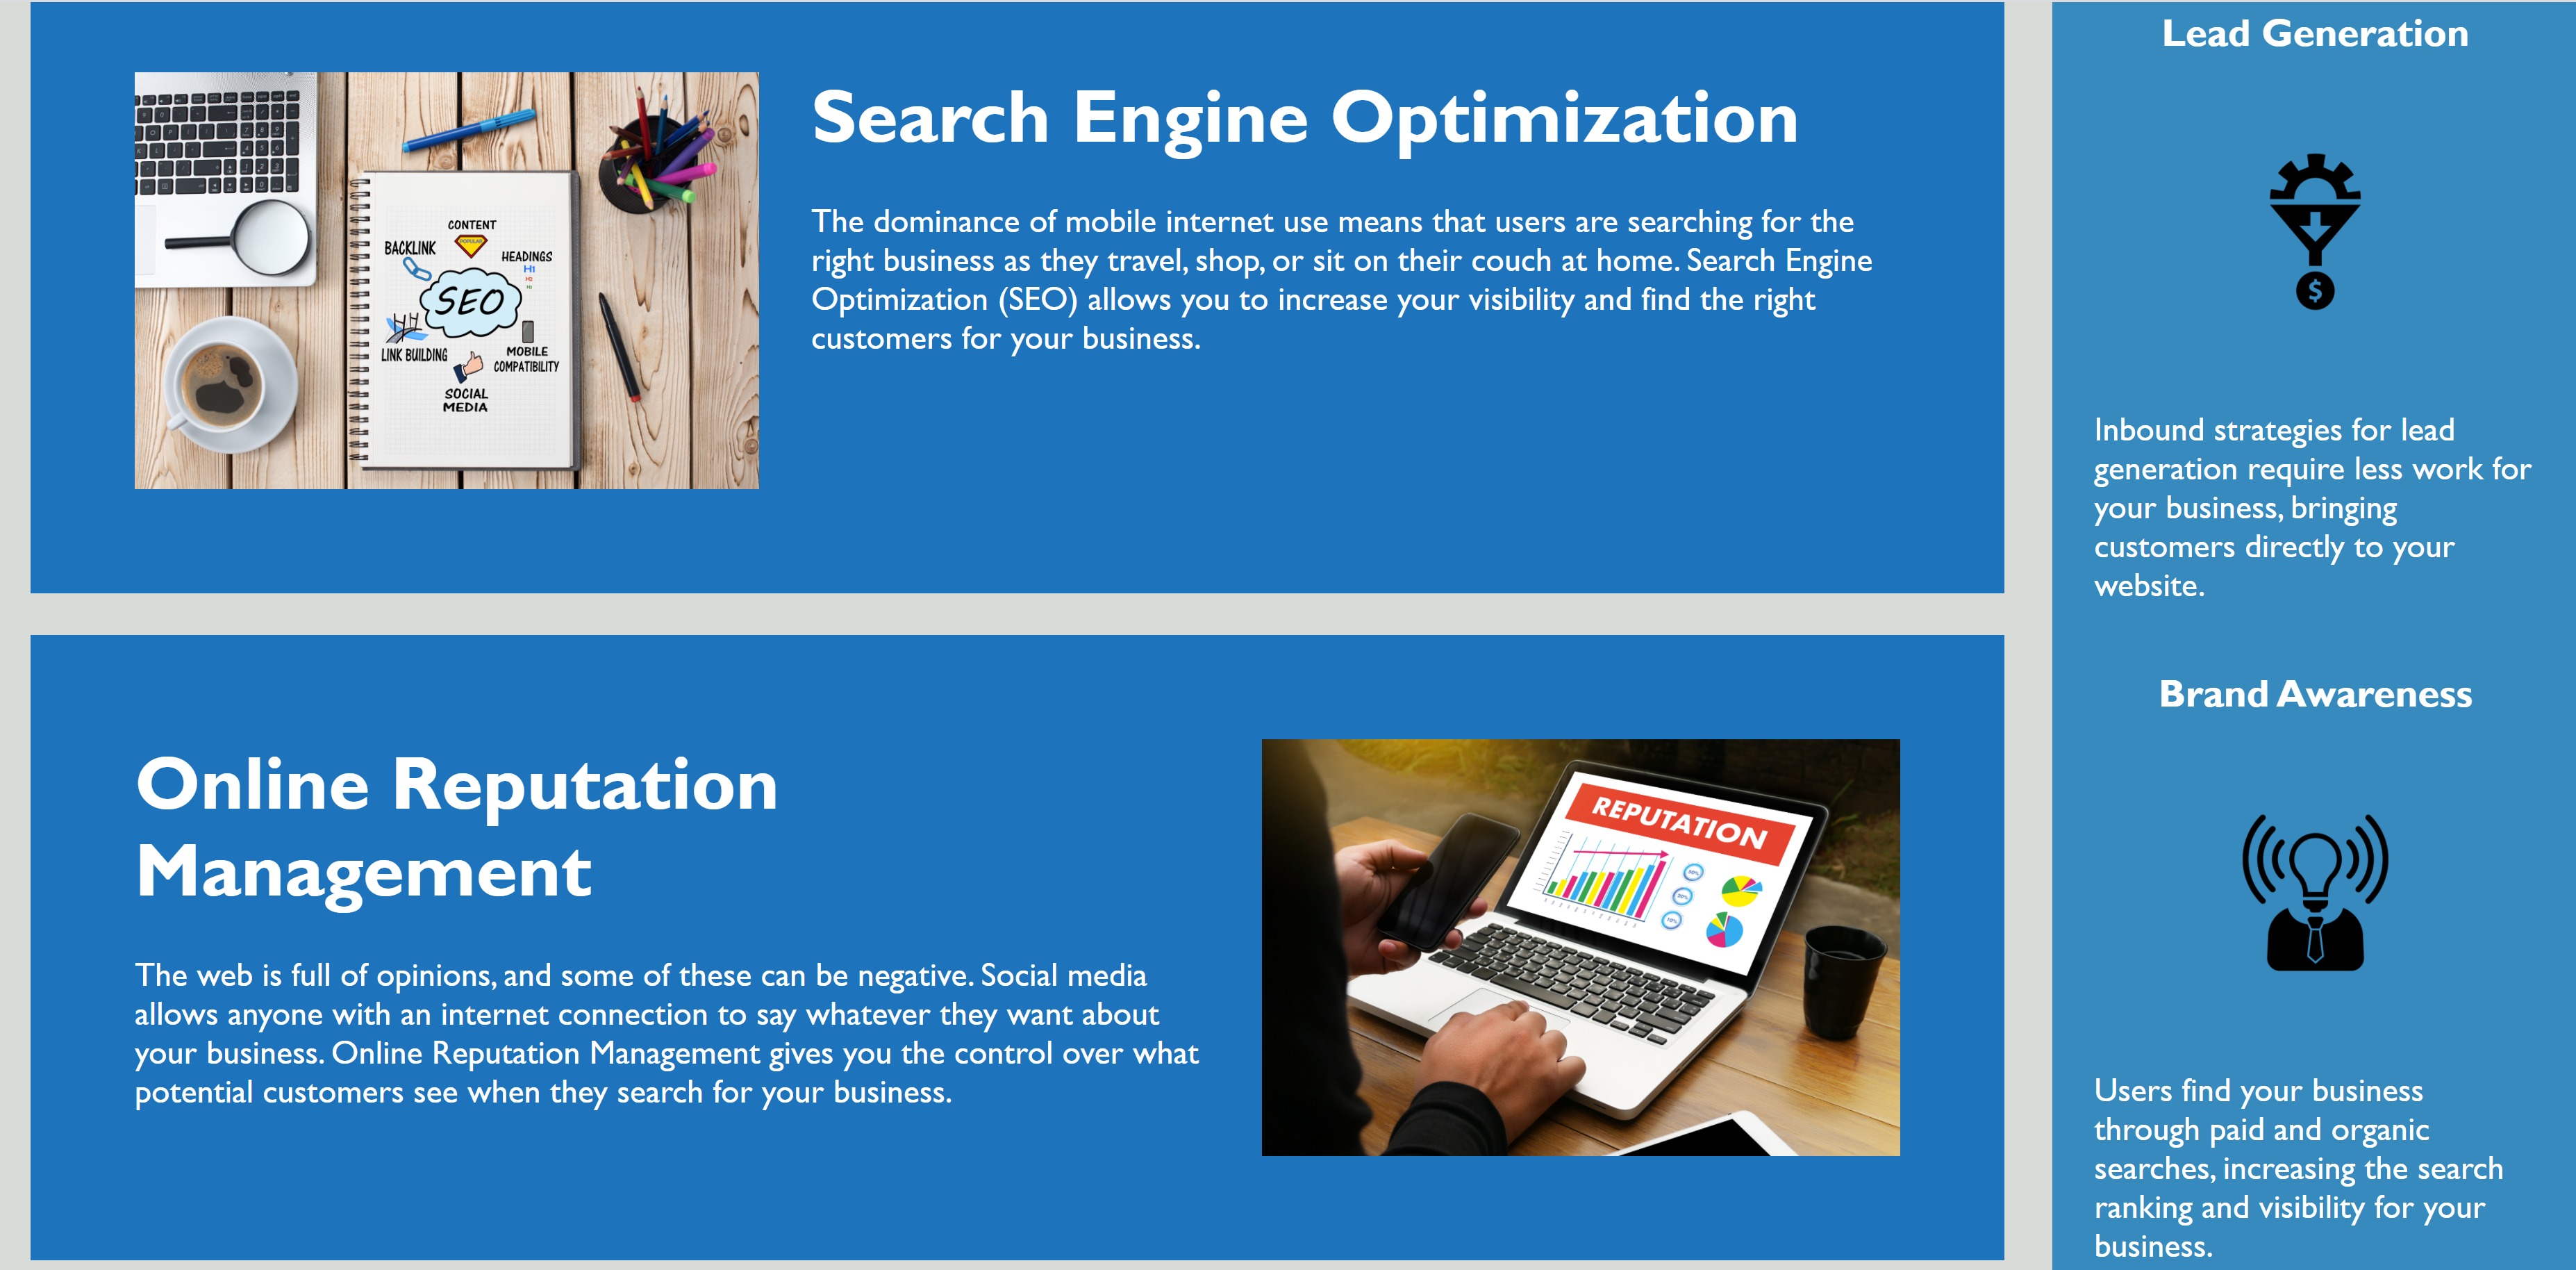 Search Engine Optimization
The dominance of mobile internet use means that users are searching for the
right business as they travel, shop, or sit on their couch at home. Search Engine
Optimization (SEO) allows you to increase your visibility and find the right
customers for your business.
CONTENT
POPULAR
BACKLINK
HEADINGS
H1
H2
H3
SEO
LINK BUILDING
MOBILE
COMPATIBILITY
SOCIAL
MEDIA
Online Reputation
Management
The web is full of opinions, and some of these can be negative. Social media
allows anyone with an internet connection to say whatever they want about
your business. Online Reputation Management gives you the control over what
potential customers see when they search for your business.
REPUTATION
Lead Generation
$
Inbound strategies for lead
generation require less work for
your business, bringing
customers directly to your
website.
Brand Awareness
Users find your business
through paid and organic
searches, increasing the search
ranking and visibility for your
business.